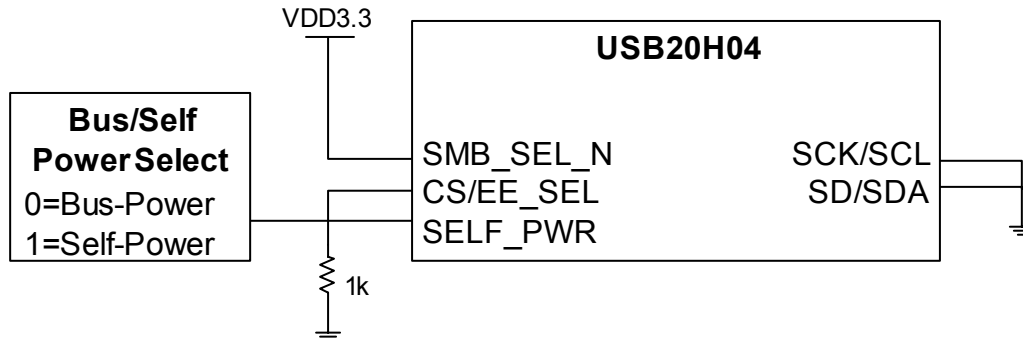 VDD3.3
USB20H04
Bus/Self
Power Select
0=Bus-Power
1=Self-Power
SMB_SEL_N
CS/EE_SEL
SELF_PWR
SCK/SCL
SD/SDA
1k